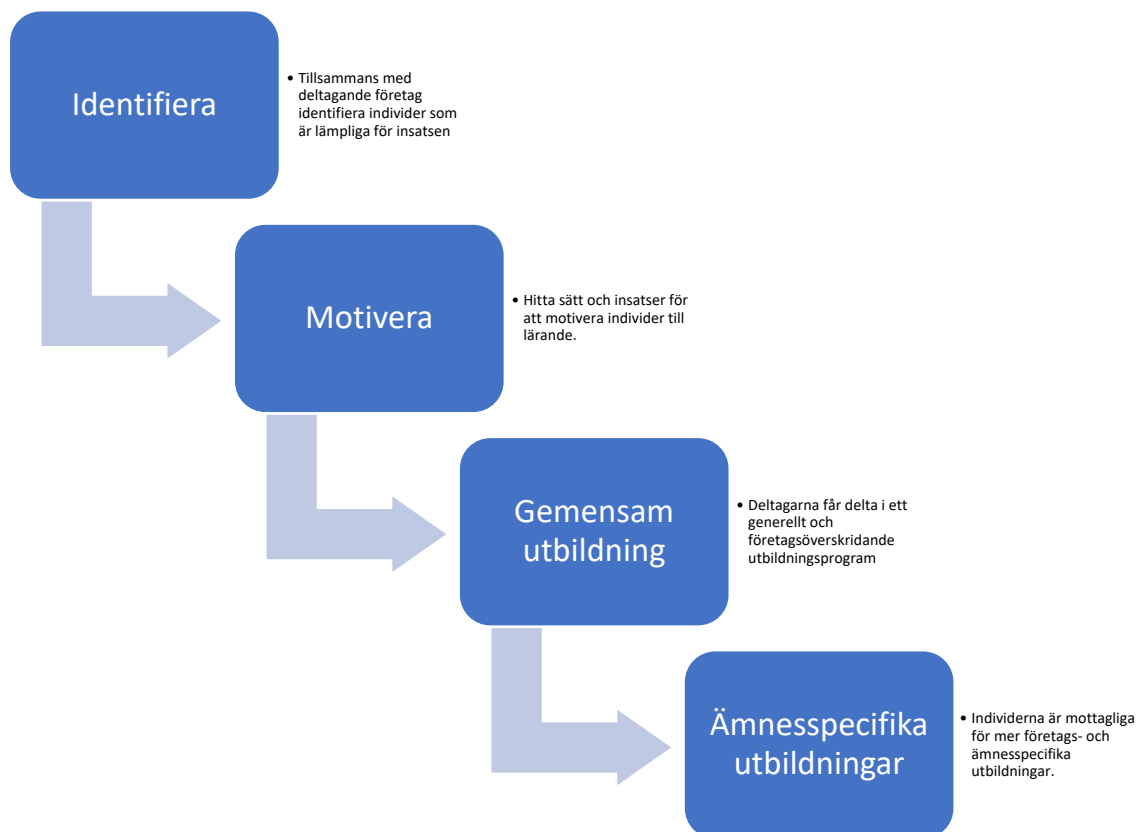 Identifiera
• Tillsammans med
deltagande företag
identifiera individer som
är lämpliga för insatsen
Motivera
• Hitta sätt och insatser för
att motivera individer till
lärande.
Gemensam
utbildning
• Deltagarna får delta i ett
generellt och
företagsöverskridande
utbildningsprogram
Ämnesspecifika
utbildningar
• Individerna är mottagliga
för mer företags- och
ämnesspecifika
utbildningar.